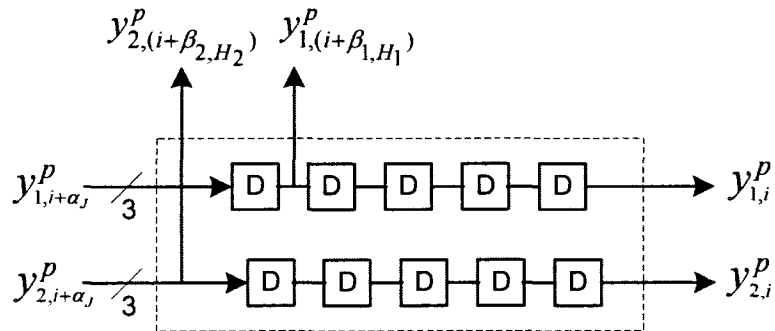 y^p_{2,(i+β_{2,H_2})} y^p_{1,(i+β_{1,H_1})}
y^p_{1,i+α_J} 3 D D D D D y^p_{1,i}
y^p_{2,i+α_J} 3 D D D D D y^p_{2,i}